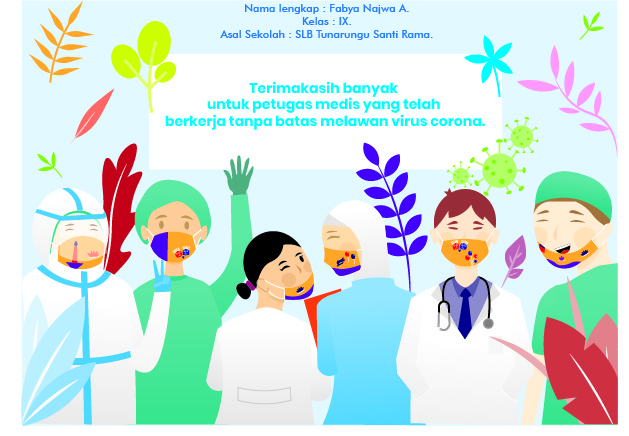 Nama lengkap : Fabya Najwa A.
Kelas : IX.
Asal Sekolah : SLB Tunarungu Santi Rama.
Terimakasih banyak
untuk petugas medis yang telah
berkerja tanpa batas melawan virus corona.